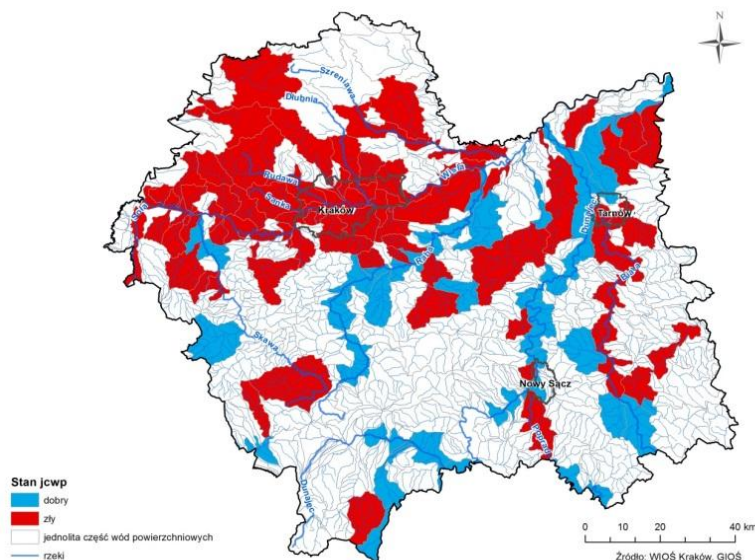 N
Szreniawa
Dłubnia
Rudawa
Sanka
Kraków
Wisła
Soła
Raba
Dunajec
Tarnów
Biała
Skawa
Nowy Sącz
Poprad
Dunajec
Stan jcwp
dobry
zły
jednolita część wód powierzchniowych
rzeki
0 10 20 40 km
Źródło: WIOŚ Kraków, GIOŚ